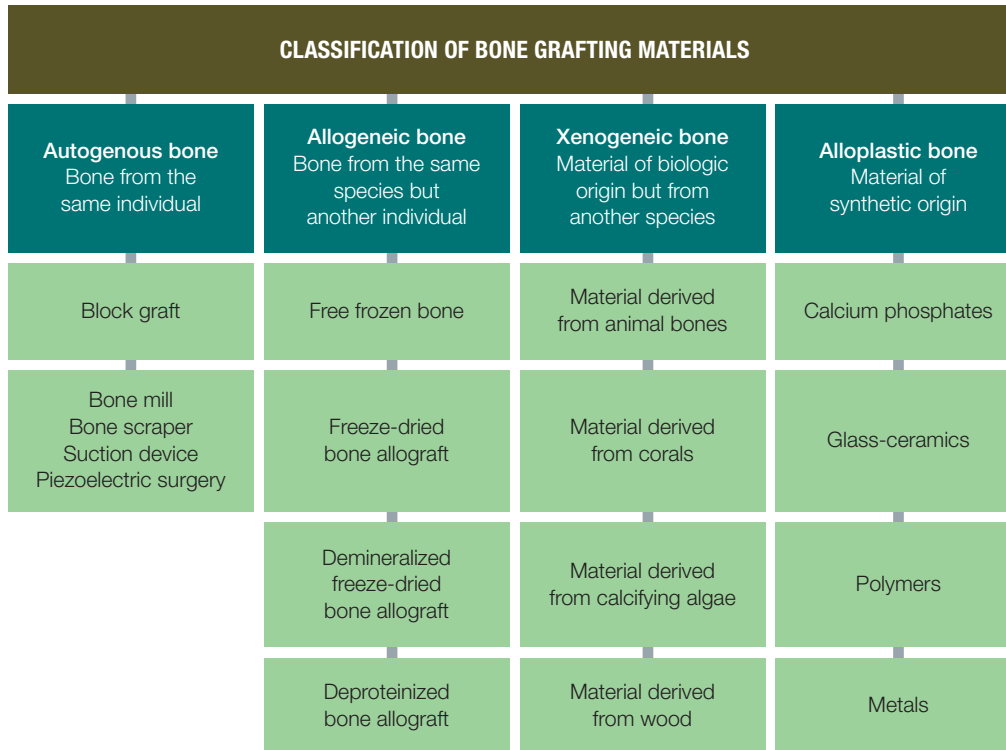 CLASSIFICATION OF BONE GRAFTING MATERIALS
Autogenous bone
Bone from the
same individual
Allogeneic bone
Bone from the same
species but
another individual
Xenogeneic bone
Material of biologic
origin but from
another species
Alloplastic bone
Material of
synthetic origin
Block graft
Free frozen bone
Material derived
from animal bones
Calcium phosphates
Bone mill
Bone scraper
Suction device
Piezoelectric surgery
Freeze-dried
bone allograft
Material derived
from corals
Glass-ceramics
Demineralized
freeze-dried
bone allograft
Material derived
from calcifying algae
Polymers
Deproteinized
bone allograft
Material derived
from wood
Metals